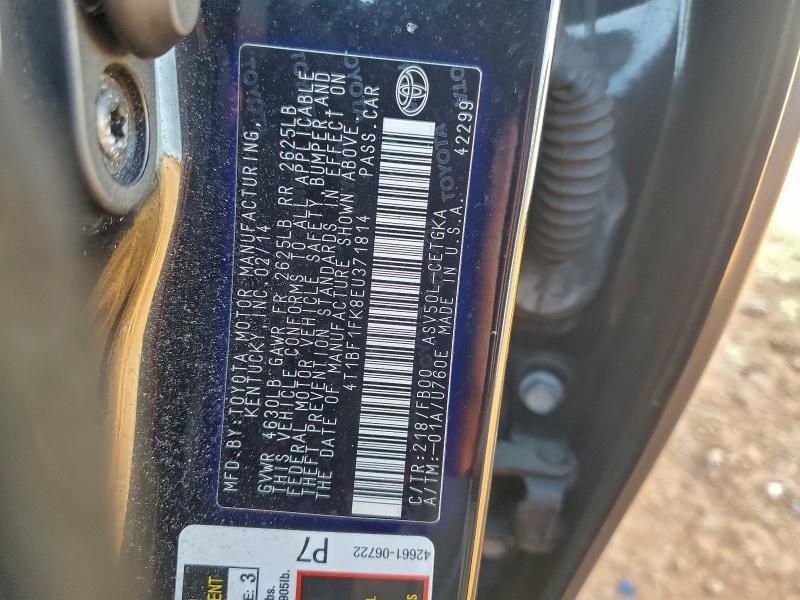 MFD. BY: TOYOTA MOTOR MANUFACTURING,
KENTUCKY, INC 02/14
GVWR 4630LB GAWR FR 2625LB RR 2625LB
THIS VEHICLE CONFORMS TO ALL APPLICABLE
FEDERAL MOTOR VEHICLE SAFETY BUMPER AND
THEFT PREVENTION STANDARDS IN EFFECT ON
THE DATE OF MANUFACTURE SHOWN ABOVE
4T1BF1FK8EU371814 PASS.CAR
C/TR:218/FB00 ASV50L-CETGKA
A/TM:-01A/U760E MADE IN U.S.A.
42299
TOYOTA
P7
42661-06722
E: 3
905lb.